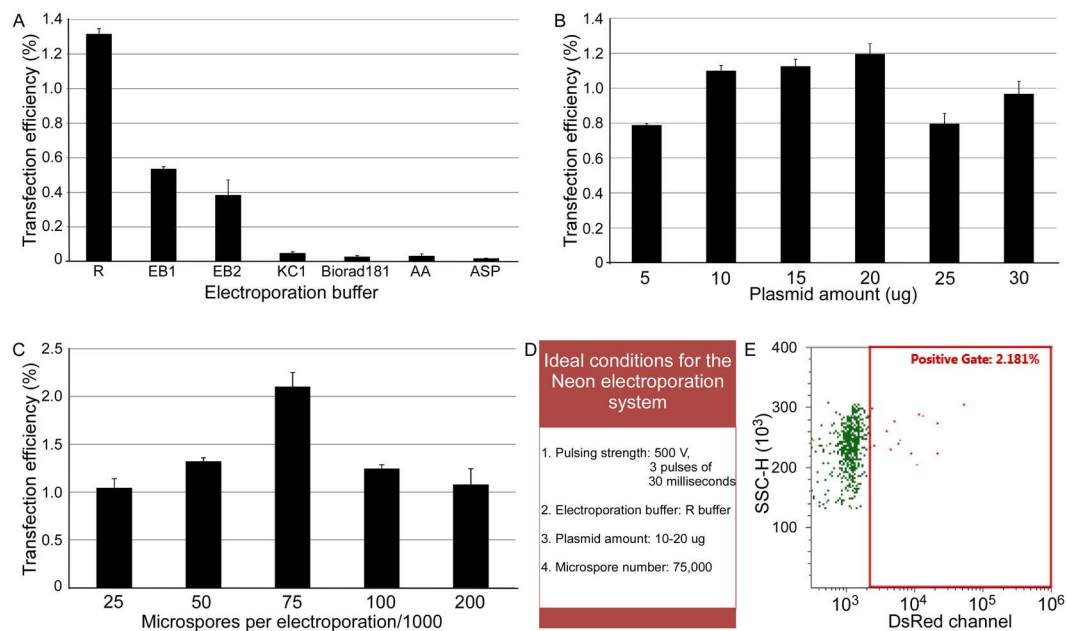 A
Transfection efficiency (%)
1.4
1.2
1.0
0.8
0.6
0.4
0.2
0
R EB1 EB2 KC1 Biorad181 AA ASP
Electroporation buffer
B
Transfection efficiency (%)
1.4
1.2
1.0
0.8
0.6
0.4
0.2
0
5 10 15 20 25 30
Plasmid amount (ug)
C
Transfection efficiency (%)
2.5
2.0
1.5
1.0
0.5
0
25 50 75 100 200
Microspores per electroporation/1000
D
Ideal conditions for the
Neon electroporation
system
1. Pulsing strength: 500 V,
3 pulses of
30 milliseconds
2. Electroporation buffer: R buffer
3. Plasmid amount: 10-20 ug
4. Microspore number: 75,000
E
Positive Gate: 2.181%
SSC-H (10³)
400
300
200
100
10³ 10⁴ 10⁵ 10⁶
DsRed channel